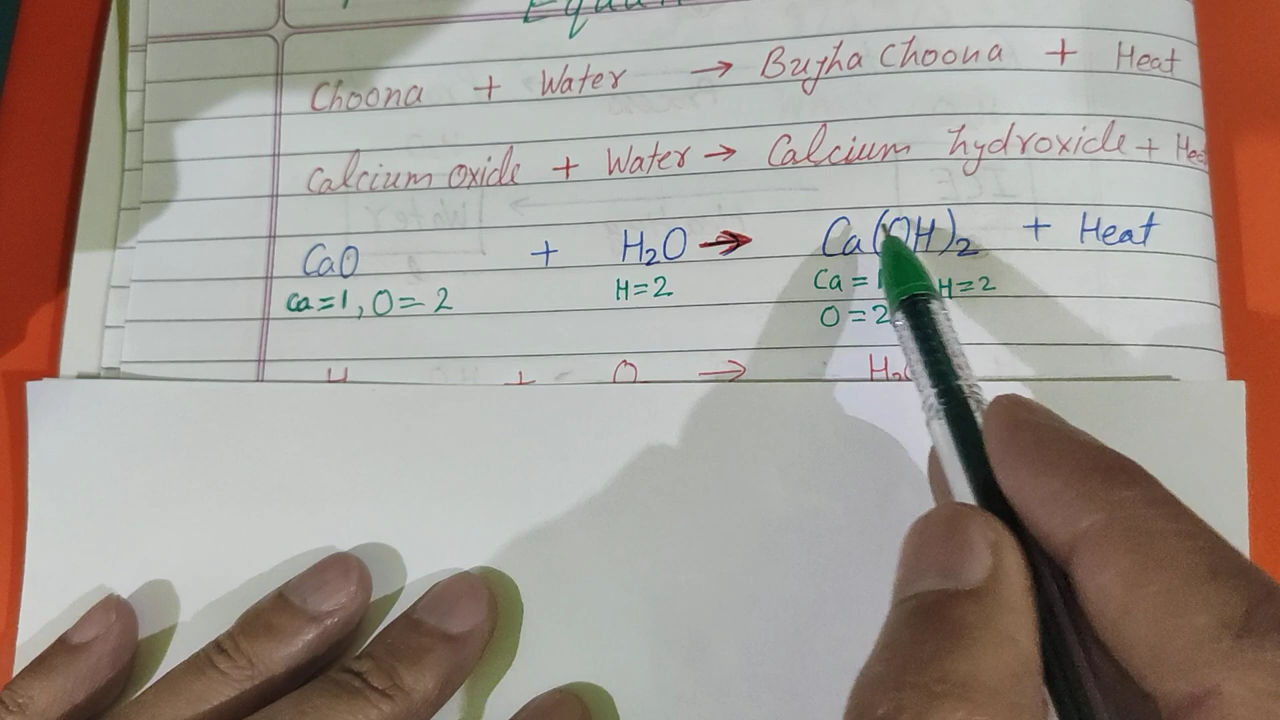 Choona + Water → Bujha Choona + Heat
Calcium oxide + Water → Calcium hydroxide +
CaO + H₂O → Ca(OH)₂ + Heat
Ca=1, O=2 H=2 Ca=1 H=2
O=2
+ O →